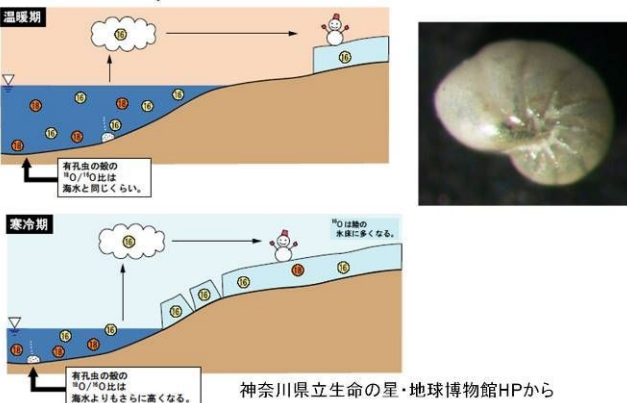 温暖期
⑯
⑯
⑱ ⑯ ⑱ ⑯ ⑯
⑯ ⑱ ⑯
⑱
有孔虫の殻の
¹⁸O/¹⁶O比は
海水と同じくらい。
寒冷期
¹⁶Oは陸の
氷床に多くなる。
⑯
⑯ ⑱ ⑯
⑯ ⑯
⑱ ⑯ ⑱ ⑱ ⑯
有孔虫の殻の
¹⁸O/¹⁶O比は
海水よりもさらに高くなる。
神奈川県立生命の星・地球博物館HPから